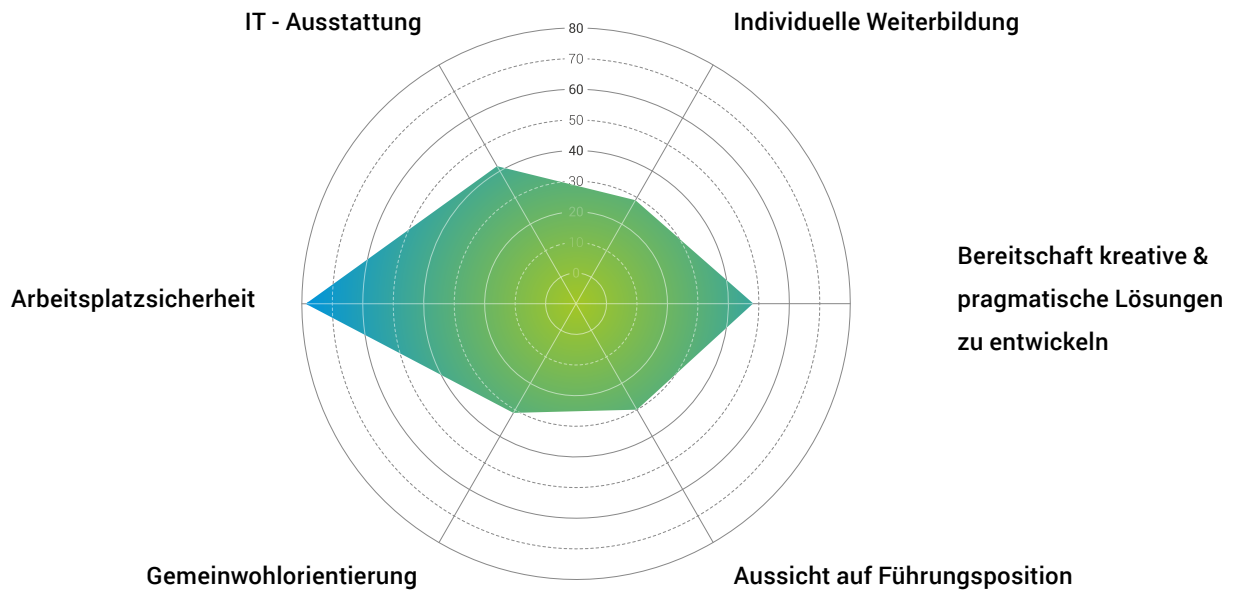 IT - Ausstattung
Individuelle Weiterbildung
80
70
60
50
40
30
20
10
0
Bereitschaft kreative &
pragmatische Lösungen
zu entwickeln
Arbeitsplatzsicherheit
Gemeinwohlorientierung
Aussicht auf Führungsposition